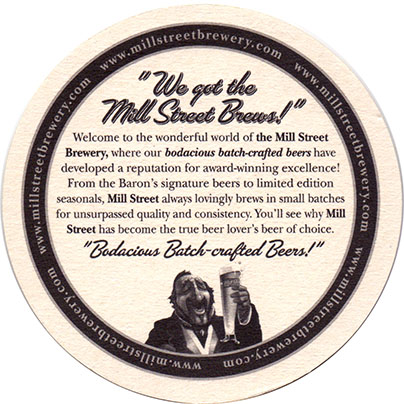 www.millstreetbrewery.com www.millstreetbrewery.com www.millstreetbrewery.com www.millstreetbrewery.com www.millstreetbrewery.com
"We got the
Mill Street Brews!"
Welcome to the wonderful world of the Mill Street
Brewery, where our bodacious batch-crafted beers have
developed a reputation for award-winning excellence!
From the Baron's signature beers to limited edition
seasonals, Mill Street always lovingly brews in small batches
for unsurpassed quality and consistency. You'll see why Mill
Street has become the true beer lover's beer of choice.
"Bodacious Batch-crafted Beers!"